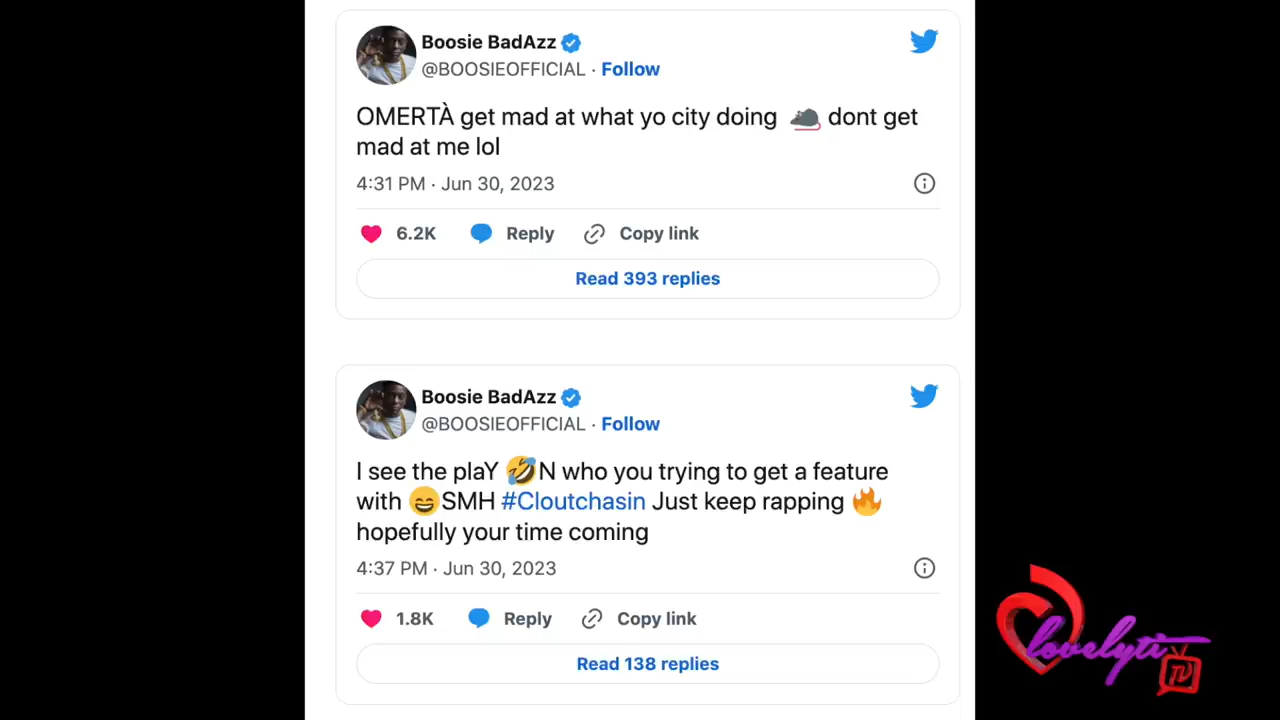 Boosie BadAzz
@BOOSIEOFFICIAL · Follow
OMERTÀ get mad at what yo city doing 🐀 dont get
mad at me lol
4:31 PM · Jun 30, 2023
6.2K Reply Copy link
Read 393 replies
Boosie BadAzz
@BOOSIEOFFICIAL · Follow
I see the plaY 🤣N who you trying to get a feature
with 😄SMH #Cloutchasin Just keep rapping 🔥
hopefully your time coming
4:37 PM · Jun 30, 2023
1.8K Reply Copy link
Read 138 replies
lovelyti
TV